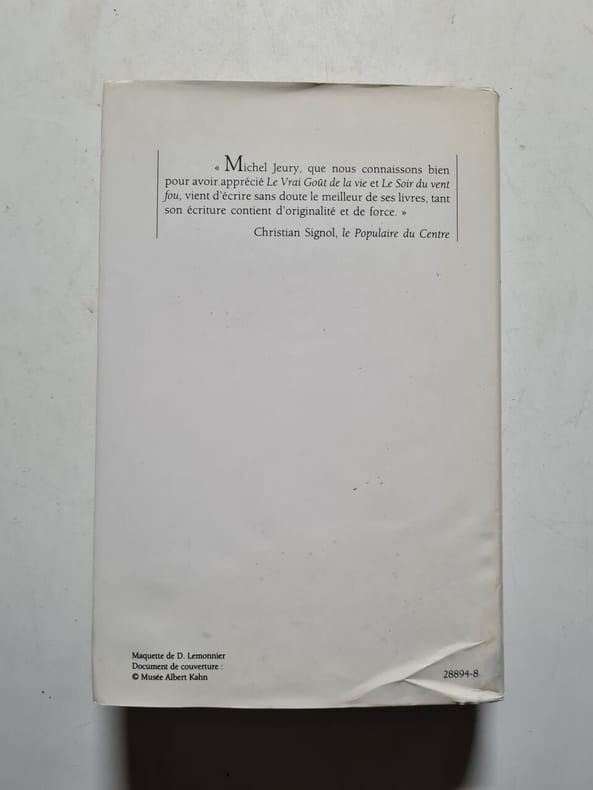 « Michel Jeury, que nous connaissons bien
pour avoir apprécié Le Vrai Goût de la vie et Le Soir du vent
fou, vient d'écrire sans doute le meilleur de ses livres, tant
son écriture contient d'originalité et de force. »
Christian Signol, le Populaire du Centre
Maquette de D. Lemonnier
Document de couverture :
© Musée Albert Kahn
28894-8